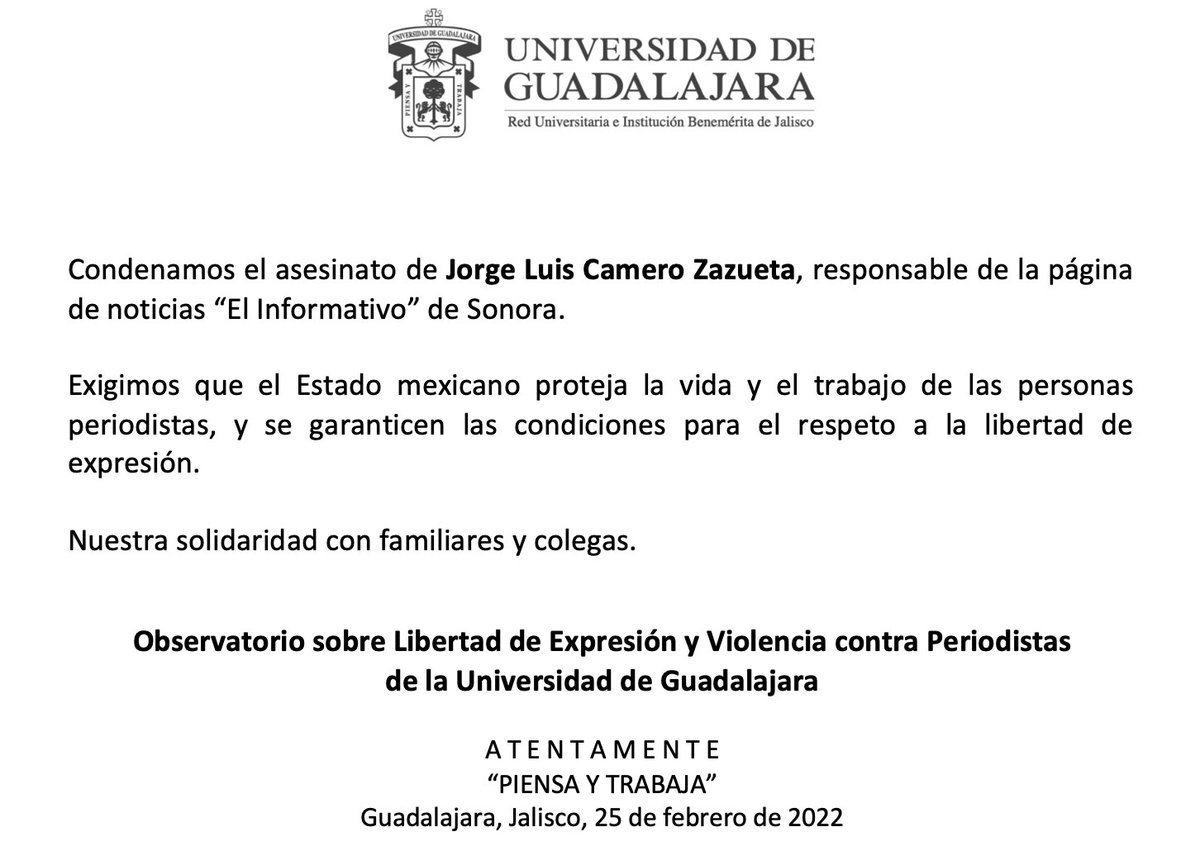 UNIVERSIDAD DE GUADALAJARA
PIENSA Y
TRABAJA
UNIVERSIDAD DE
GUADALAJARA
Red Universitaria e Institución Benemérita de Jalisco
Condenamos el asesinato de Jorge Luis Camero Zazueta, responsable de la página
de noticias “El Informativo” de Sonora.
Exigimos que el Estado mexicano proteja la vida y el trabajo de las personas
periodistas, y se garanticen las condiciones para el respeto a la libertad de
expresión.
Nuestra solidaridad con familiares y colegas.
Observatorio sobre Libertad de Expresión y Violencia contra Periodistas
de la Universidad de Guadalajara
A T E N T A M E N T E
“PIENSA Y TRABAJA”
Guadalajara, Jalisco, 25 de febrero de 2022